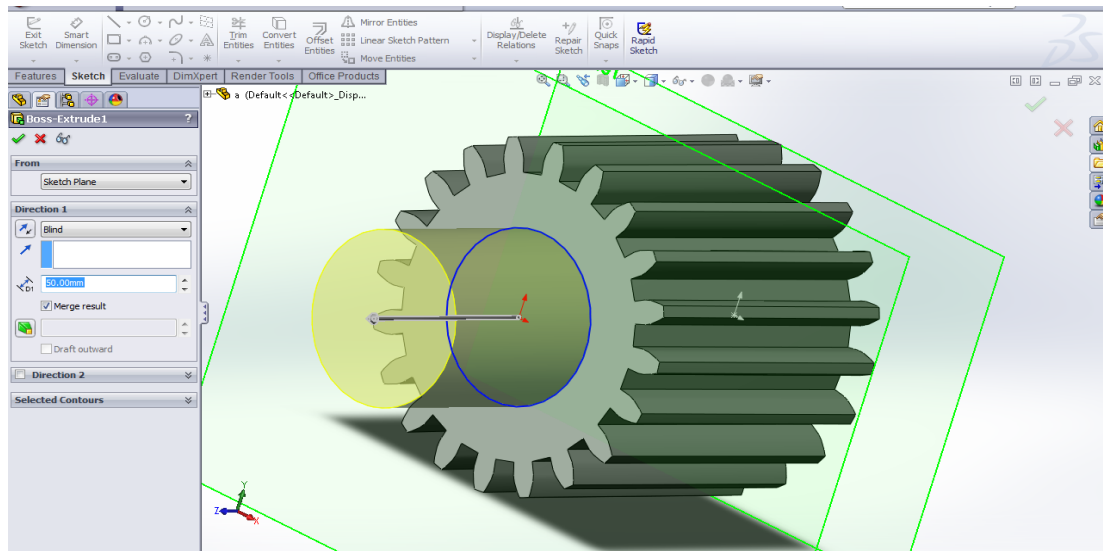 Exit Sketch
Smart Dimension
Trim Entities
Convert Entities
Offset Entities
Mirror Entities
Linear Sketch Pattern
Move Entities
Display/Delete Relations
Repair Sketch
Quick Snaps
Rapid Sketch
Features Sketch Evaluate DimXpert Render Tools Office Products
a (Default<<Default>_Disp...
Boss-Extrude1 ?
From
Sketch Plane
Direction 1
Blind
D1 50.00mm
Merge result
Draft outward
Direction 2
Selected Contours
Y
Z
X